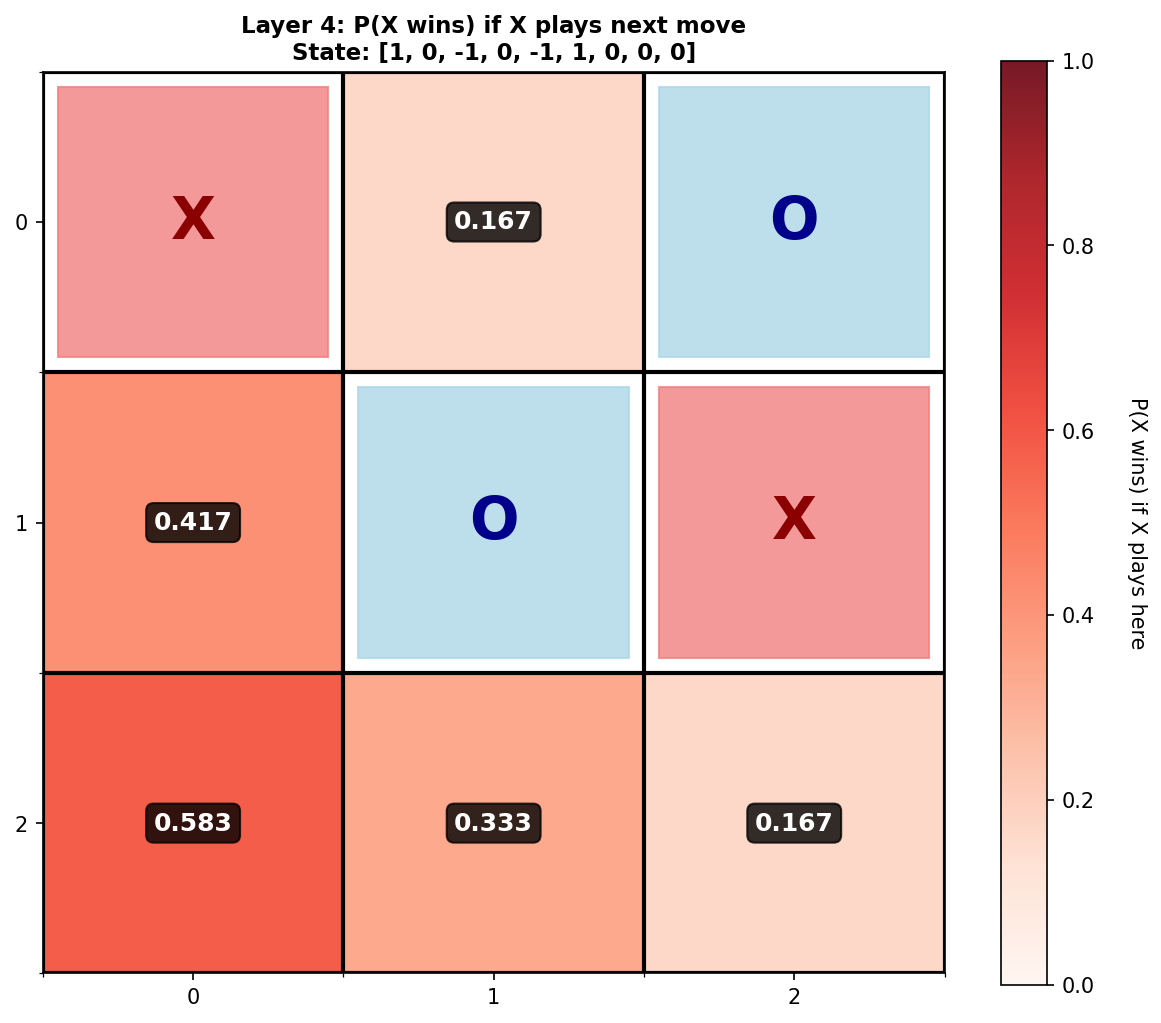 Layer 4: P(X wins) if X plays next move
State: [1, 0, -1, 0, -1, 1, 0, 0, 0]
X
0.167
O
0.417
O
X
0.583
0.333
0.167
0
1
2
0
1
2
1.0
0.8
0.6
0.4
0.2
0.0
P(X wins) if X plays here